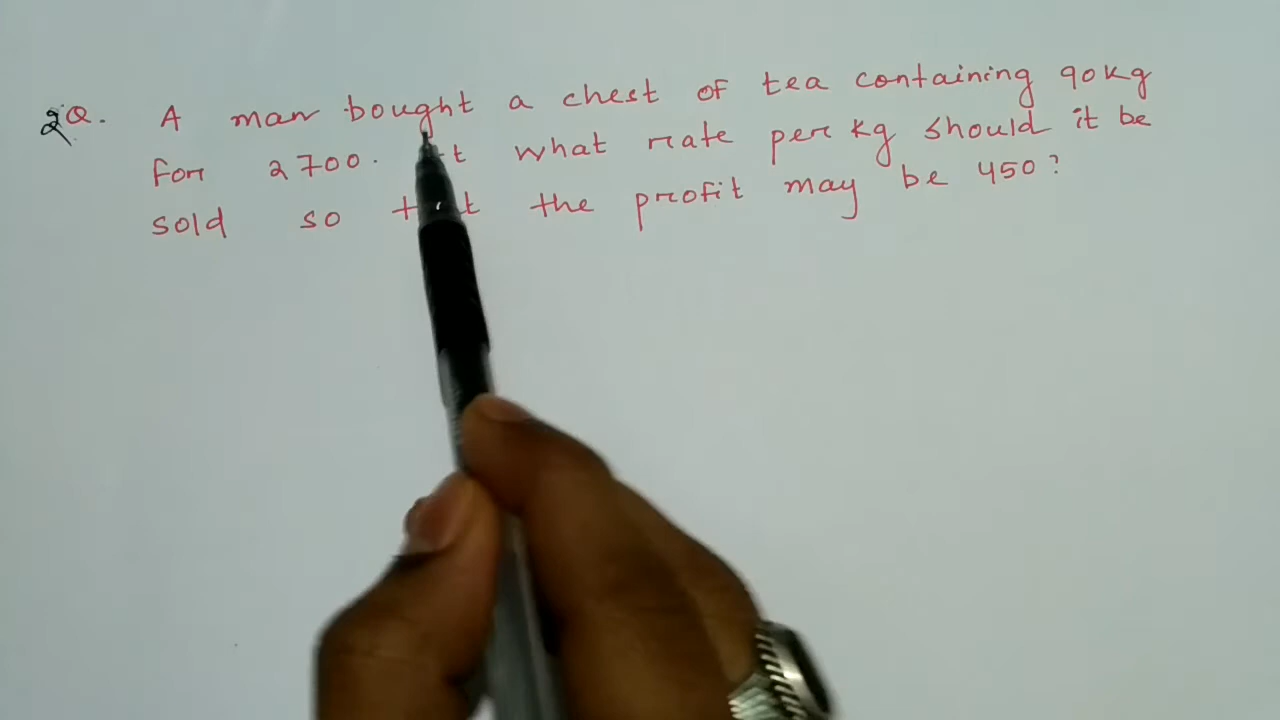 2Q. A man bought a chest of tea containing 90kg
for 2700. what rate per kg should it be
sold so the profit may be 450?